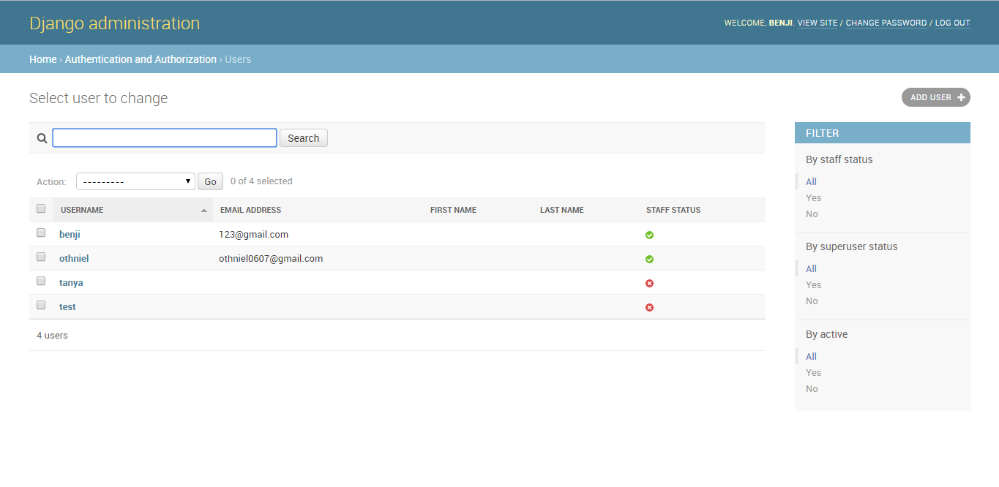 Django administration
WELCOME, BENJI. VIEW SITE / CHANGE PASSWORD / LOG OUT
Home › Authentication and Authorization › Users
Select user to change
ADD USER +
Search
Action: --------- Go 0 of 4 selected
USERNAME EMAIL ADDRESS FIRST NAME LAST NAME STAFF STATUS
benji 123@gmail.com
othniel othniel0607@gmail.com
tanya
test
4 users
FILTER
By staff status
All
Yes
No
By superuser status
All
Yes
No
By active
All
Yes
No